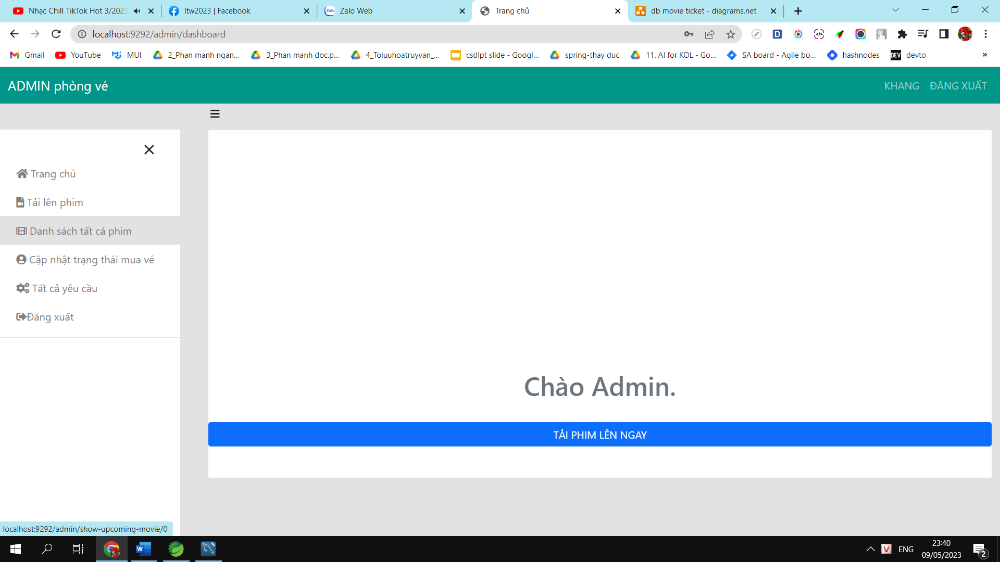 Nhạc Chill TikTok Hot 3/2023
ltw2023 | Facebook
Zalo Web
Trang chủ
db movie ticket - diagrams.net
localhost:9292/admin/dashboard
Gmail
YouTube
MUI
2_Phan manh ngan...
3_Phan manh doc.p...
4_Toiuuhoatruyvan_...
csdlpt slide - Googl...
spring-thay duc
11. AI for KOL - Go...
SA board - Agile bo...
hashnodes
DEV devto
»
ADMIN phòng vé
KHANG ĐĂNG XUẤT
Trang chủ
Tải lên phim
Danh sách tất cả phim
Cập nhật trạng thái mua vé
Tất cả yêu cầu
Đăng xuất
Chào Admin.
TẢI PHIM LÊN NGAY
localhost:9292/admin/show-upcoming-movie/0
ENG
23:40
09/05/2023
2